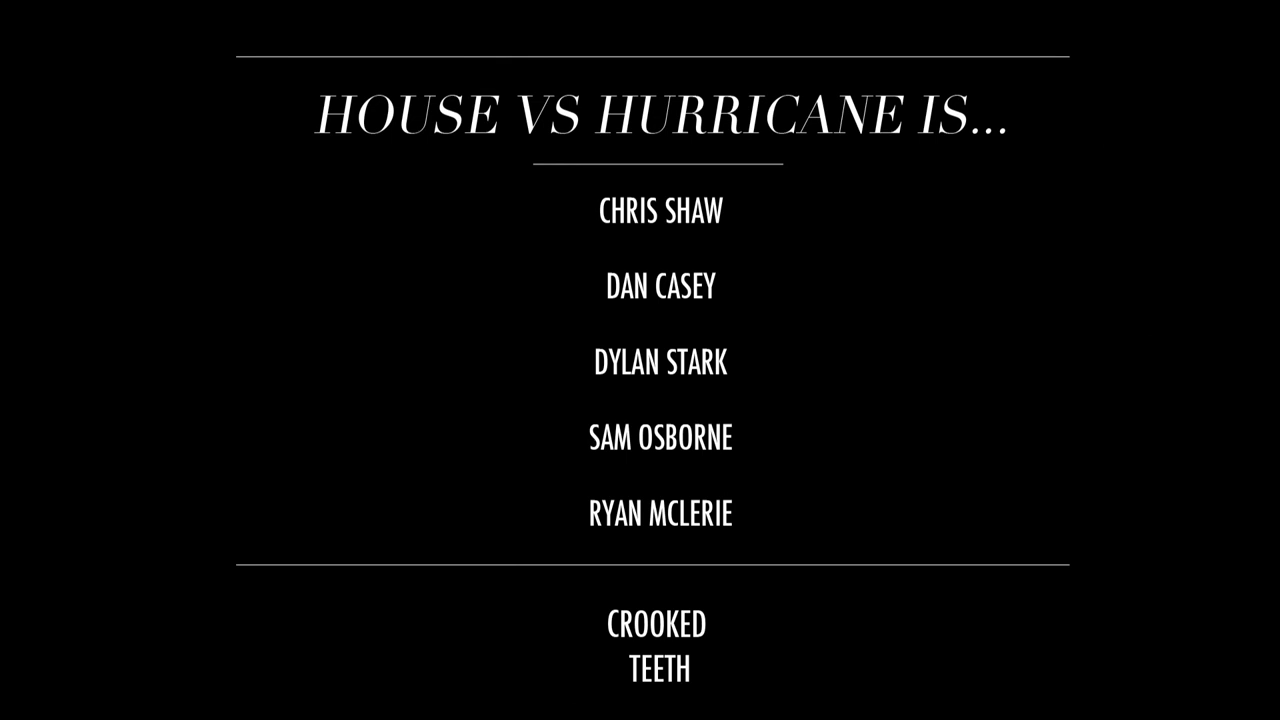 HOUSE VS HURRICANE IS...
CHRIS SHAW
DAN CASEY
DYLAN STARK
SAM OSBORNE
RYAN MCLERIE
CROOKED
TEETH